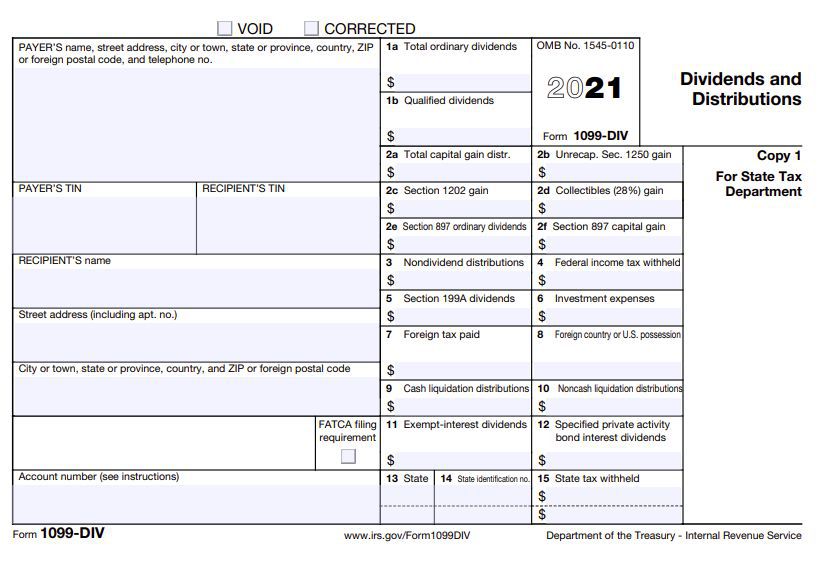 VOID CORRECTED
PAYER'S name, street address, city or town, state or province, country, ZIP
or foreign postal code, and telephone no.
1a Total ordinary dividends
$
1b Qualified dividends
$
OMB No. 1545-0110
2021
Form 1099-DIV
Dividends and
Distributions
2a Total capital gain distr.
$
2b Unrecap. Sec. 1250 gain
$
Copy 1
For State Tax
Department
PAYER'S TIN
RECIPIENT'S TIN
2c Section 1202 gain
$
2d Collectibles (28%) gain
$
2e Section 897 ordinary dividends
$
2f Section 897 capital gain
$
RECIPIENT'S name
3 Nondividend distributions
$
4 Federal income tax withheld
$
5 Section 199A dividends
$
6 Investment expenses
$
Street address (including apt. no.)
7 Foreign tax paid
$
8 Foreign country or U.S. possession
City or town, state or province, country, and ZIP or foreign postal code
9 Cash liquidation distributions
$
10 Noncash liquidation distributions
$
FATCA filing
requirement
11 Exempt-interest dividends
$
12 Specified private activity
bond interest dividends
$
Account number (see instructions)
13 State
14 State identification no.
15 State tax withheld
$
$
Form 1099-DIV
www.irs.gov/Form1099DIV
Department of the Treasury - Internal Revenue Service